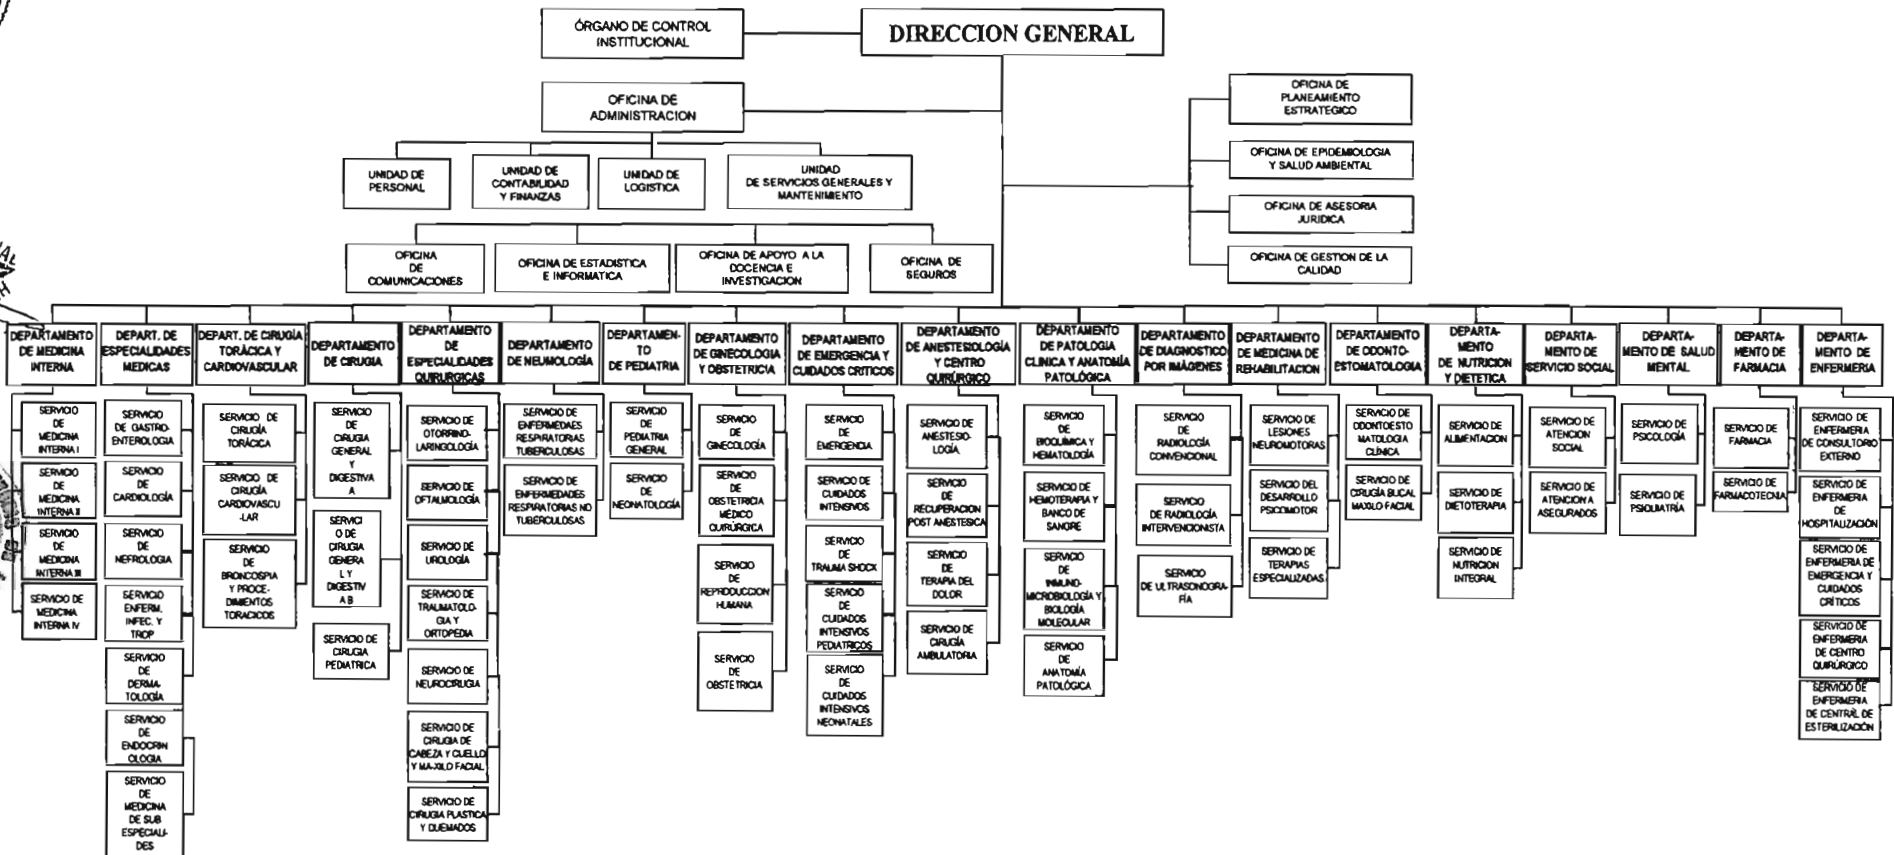 ÓRGANO DE CONTROL
INSTITUCIONAL
DIRECCION GENERAL
OFICINA DE
ADMINISTRACION
OFICINA DE
PLANEAMIENTO
ESTRATEGICO
OFICINA DE EPIDEMIOLOGIA
Y SALUD AMBIENTAL
OFICINA DE ASESORIA
JURIDICA
OFICINA DE GESTION DE LA
CALIDAD
UNIDAD DE
PERSONAL
UNIDAD DE
CONTABILIDAD
Y FINANZAS
UNIDAD DE
LOGISTICA
UNIDAD
DE SERVICIOS GENERALES Y
MANTENIMIENTO
OFICINA
DE
COMUNICACIONES
OFICINA DE ESTADISTICA
E INFORMATICA
OFICINA DE APOYO A LA
DOCENCIA E
INVESTIGACION
OFICINA DE
SEGUROS
DEPARTAMENTO
DE MEDICINA
INTERNA
SERVICIO
DE
MEDICINA
INTERNA I
SERVICIO
DE
MEDICINA
INTERNA II
SERVICIO
DE
MEDICINA
INTERNA III
SERVICIO DE
MEDICINA
INTERNA IV
DEPART. DE
ESPECIALIDADES
MEDICAS
SERVICIO
DE GASTRO-
ENTEROLOGIA
SERVICIO
DE
CARDIOLOGÍA
SERVICIO
DE
NEFROLOGIA
SERVICIO
ENFERM.
INFEC. Y
TROP
SERVICIO
DE
DERMA-
TOLOGÍA
SERVICIO
DE
ENDOCRIN
OLOGIA
SERVICIO
DE
MEDICINA
DE SUB
ESPECIALI-
DES
DEPART. DE CIRUGÍA
TORÁCICA Y
CARDIOVASCULAR
SERVICIO DE
CIRUGÍA
TORÁCICA
SERVICIO
DE
CIRUGÍA
CARDIOVASCU
-LAR
SERVICIO
DE
BRONCOSPIA
Y PROCE-
DIMIENTOS
TORACICOS
DEPARTAMENTO
DE CIRUGIA
SERVICIO
DE
CIRUGIA
GENERAL
Y
DIGESTIVA
A
SERVICI
O DE
CIRUGIA
GENERA
L Y
DIGESTIV
A B
SERVICIO DE
CIRUGIA
PEDIATRICA
DEPARTAMENTO
DE
ESPECIALIDADES
QUIRURGICAS
SERVICIO DE
OTORRINO-
LARINGOLOGÍA
SERVICIO DE
OFTALMOLOGÍA
SERVICIO DE
UROLOGÍA
SERVICIO DE
TRAUMATOLO-
GIA Y
ORTOPEDIA
SERVICIO DE
NEUROCIRUGIA
SERVICIO DE
CIRUGIA DE
CABEZA Y CUELLO
Y MAXILO FACIAL
SERVICIO DE
CIRUGIA PLASTICA
Y QUEMADOS
DEPARTAMENTO
DE NEUMOLOGÍA
SERVICIO DE
ENFERMEDAES
RESPIRATORIAS
TUBERCULOSAS
SERVICIO DE
ENFERMEDADES
RESPIRATORIAS NO
TUBERCULOSAS
DEPARTAMEN-
TO
DE PEDIATRIA
SERVICIO
DE
PEDIATRIA
GENERAL
SERVICIO
DE
NEONATOLOGÍA
DEPARTAMENTO
DE GINECOLOGIA
Y OBSTETRICIA
SERVICIO
DE
GINECOLOGÍA
SERVICIO
DE
OBSTETRICIA
MÉDICO
QUIRÚRGICA
SERVICIO
DE
REPRODUCCION
HUMANA
SERVICIO
DE
OBSTETRICIA
DEPARTAMENTO
DE EMERGENCIA Y
CUIDADOS CRITICOS
SERVICIO
DE
EMERGENCIA
SERVICIO
DE CUIDADOS
INTENSIVOS
SERVICIO
DE
TRAUMA SHOCK
SERVICIO
DE
CUIDADOS
INTENSIVOS
PEDIATRICOS
SERVICIO
DE
CUIDADOS
INTENSIVOS
NEONATALES
DEPARTAMENTO
DE ANESTESIOLOGÍA
Y CENTRO
QUIRÚRGICO
SERVICIO
DE
ANESTESIO-
LOGÍA
SERVICIO
DE
RECUPERACION
POST ANESTESICA
SERVICIO
DE
TERAPIA DEL
DOLOR
SERVICIO DE
CIRUGÍA
AMBULATORIA
DEPARTAMENTO
DE PATOLOGIA
CLINICA Y ANATOMÍA
PATOLÓGICA
SERVICIO
DE
BIOQUÍMICA Y
HEMATOLOGÍA
SERVICIO DE
HEMOTERAPIA Y
BANCO DE
SANGRE
SERVICIO
DE
INMUNO-
MICROBIOLOGÍA Y
BIOLOGÍA
MOLECULAR
SERVICIO
DE
ANATOMÍA
PATOLÓGICA
DEPARTAMENTO
DE DIAGNOSTICO
POR IMÁGENES
SERVICIO
DE
RADIOLOGÍA
CONVENCIONAL
SERVICIO
DE RADIOLOGÍA
INTERVENCIONISTA
SERVICIO
DE ULTRASONOGRA-
FÍA
DEPARTAMENTO
DE MEDICINA DE
REHABILITACION
SERVICIO DE
LESIONES
NEUROMOTORAS
SERVICIO DEL
DESARROLLO
PSICOMOTOR
SERVICIO DE
TERAPIAS
ESPECIALIZADAS
DEPARTAMENTO
DE ODONTO-
ESTOMATOLOGIA
SERVICIO DE
ODONTOESTO
MATOLOGIA
CLÍNICA
SERVICIO DE
CIRUGÍA BUCAL
MAXILO FACIAL
DEPARTA-
MENTO
DE NUTRICION
Y DIETETICA
SERVICIO DE
ALIMENTACION
SERVICIO
DE
DIETOTERAPIA
SERVICIO DE
NUTRICION
INTEGRAL
DEPARTA-
MENTO DE
SERVICIO SOCIAL
SERVICIO DE
ATENCION
SOCIAL
SERVICIO DE
ATENCION A
ASEGURADOS
DEPARTA-
MENTO DE SALUD
MENTAL
SERVICIO DE
PSICOLOGÍA
SERVICIO DE
PSIQUIATRÍA
DEPARTA-
MENTO DE
FARMACIA
SERVICIO DE
FARMACIA
SERVICIO DE
FARMACOTECNIA
DEPARTA-
MENTO DE
ENFERMERIA
SERVICIO DE
ENFERMERIA
DE CONSULTORIO
EXTERNO
SERVICIO DE
ENFERMERIA
DE
HOSPITALIZACIÓN
SERVICIO DE
ENFERMERIA DE
EMERGENCIA Y
CUIDADOS
CRÍTICOS
SERVICIO DE
ENFERMERIA
DE CENTRO
QUIRÚRGICO
SERVICIO DE
ENFERMERIA
DE CENTRAL DE
ESTERILIZACIÓN